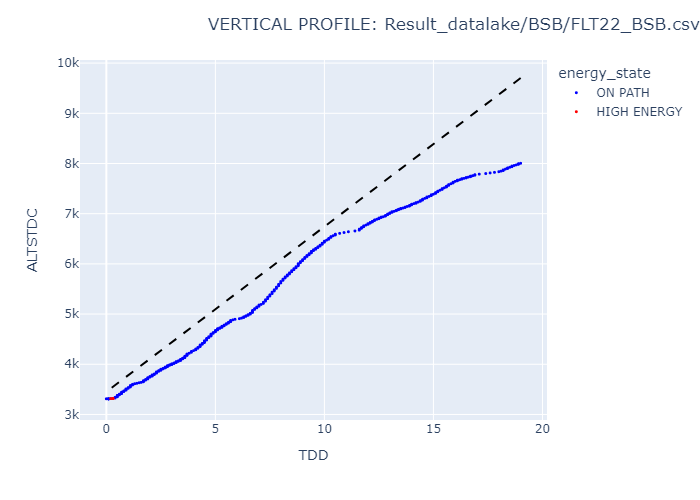 VERTICAL PROFILE: Result_datalake/BSB/FLT22_BSB.csv
energy_state
ON PATH
HIGH ENERGY
10k
9k
8k
7k
6k
5k
4k
3k
ALTSTDC
0 5 10 15 20
TDD